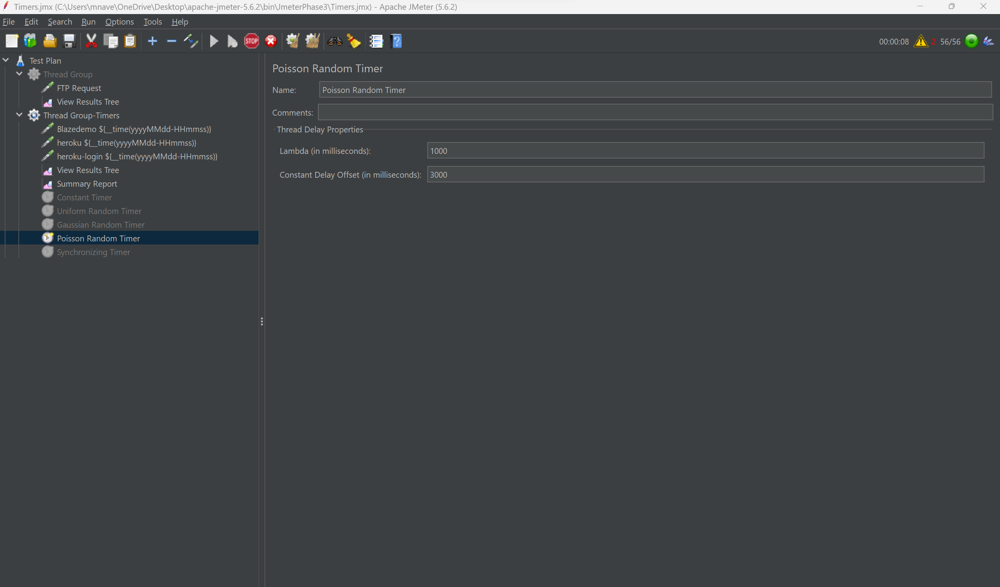 Timers.jmx (C:\Users\mnave\OneDrive\Desktop\apache-jmeter-5.6.2\bin\JmeterPhase3\Timers.jmx) - Apache JMeter (5.6.2)
File Edit Search Run Options Tools Help
STOP
00:00:08 2 56/56
Test Plan
Thread Group
FTP Request
View Results Tree
Thread Group-Timers
Blazedemo ${__time(yyyyMMdd-HHmmss)}
heroku ${__time(yyyyMMdd-HHmmss)}
heroku-login ${__time(yyyyMMdd-HHmmss)}
View Results Tree
Summary Report
Constant Timer
Uniform Random Timer
Gaussian Random Timer
Poisson Random Timer
Synchronizing Timer
Poisson Random Timer
Name: Poisson Random Timer
Comments:
Thread Delay Properties
Lambda (in milliseconds): 1000
Constant Delay Offset (in milliseconds): 3000